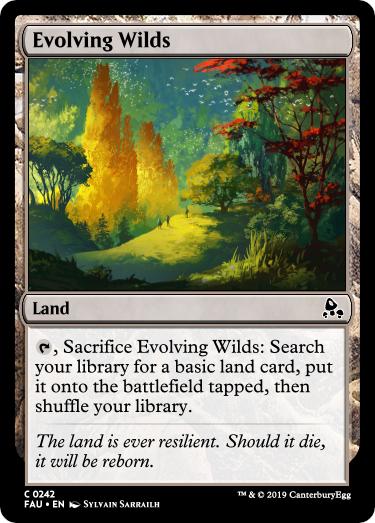 Evolving Wilds
Land
, Sacrifice Evolving Wilds: Search
your library for a basic land card, put
it onto the battlefield tapped, then
shuffle your library.
The land is ever resilient. Should it die,
it will be reborn.
C 0242
FAU • EN SYLVAIN SARRAILH
™ & © 2019 CanterburyEgg